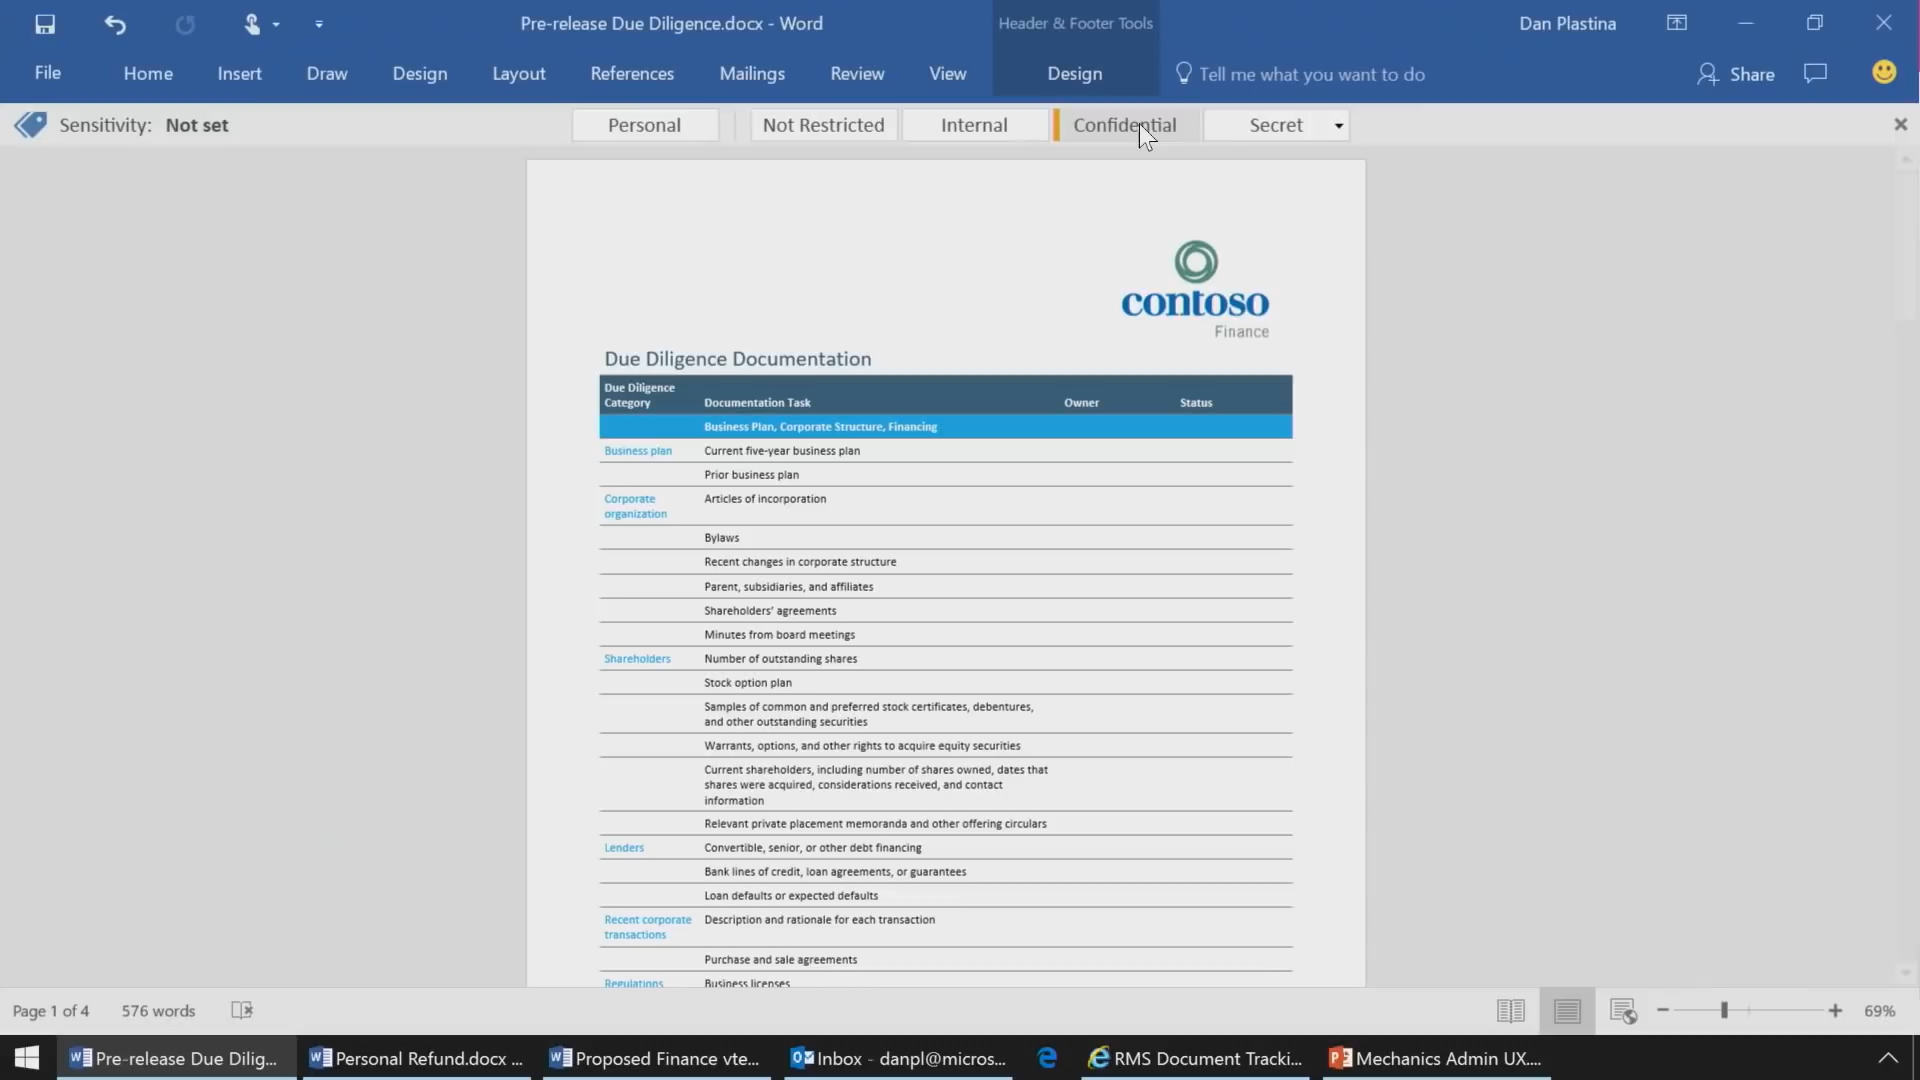 Pre-release Due Diligence.docx - Word
Header & Footer Tools
Dan Plastina
File Home Insert Draw Design Layout References Mailings Review View Design Tell me what you want to do Share
Sensitivity: Not set Personal Not Restricted Internal Confidential Secret
contoso
Finance
Due Diligence Documentation
Due Diligence
Category Documentation Task Owner Status
Business Plan, Corporate Structure, Financing
Business plan Current five-year business plan
Prior business plan
Corporate Articles of incorporation
organization
Bylaws
Recent changes in corporate structure
Parent, subsidiaries, and affiliates
Shareholders' agreements
Minutes from board meetings
Shareholders Number of outstanding shares
Stock option plan
Samples of common and preferred stock certificates, debentures,
and other outstanding securities
Warrants, options, and other rights to acquire equity securities
Current shareholders, including number of shares owned, dates that
shares were acquired, considerations received, and contact
information
Relevant private placement memoranda and other offering circulars
Lenders Convertible, senior, or other debt financing
Bank lines of credit, loan agreements, or guarantees
Loan defaults or expected defaults
Recent corporate Description and rationale for each transaction
transactions
Purchase and sale agreements
Regulations Business licenses
Page 1 of 4 576 words 69%
Pre-release Due Dilig... Personal Refund.docx ... Proposed Finance vte... Inbox - danpl@micros... RMS Document Tracki... Mechanics Admin UX....